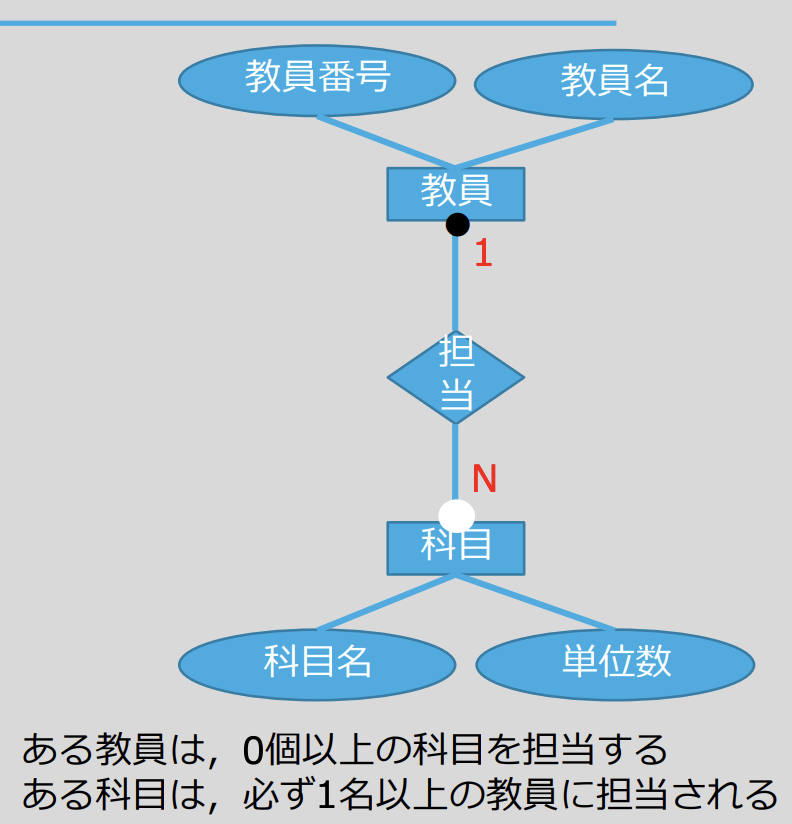 教員番号
教員名
教員
1
担
当
N
科目
科目名
単位数
ある教員は，0個以上の科目を担当する
ある科目は，必ず1名以上の教員に担当される